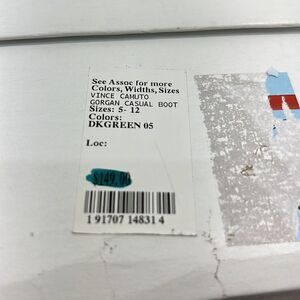 See Assoc for more
Colors, Widths, Sizes
VINCE CAMUTO
GORGAN CASUAL BOOT
Sizes: 5- 12
Colors:
DKGREEN 05
Loc:
$149.00
1 91707 14831 4